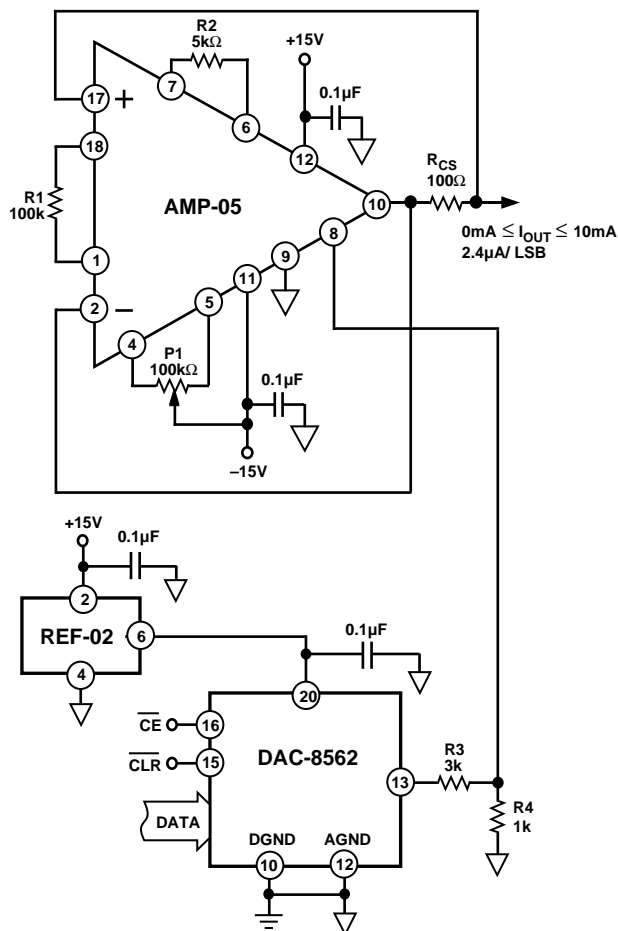 R2
5kΩ
+15V
0.1µF
7
6
12
17
+
18
R1
100k
AMP-05
10
RCS
100Ω
0mA ≤ IOUT ≤ 10mA
2.4µA/ LSB
8
9
11
1
2
–
5
4
P1
100kΩ
0.1µF
–15V
+15V
0.1µF
2
REF-02
6
4
0.1µF
20
CE
16
CLR
15
DAC-8562
13
R3
3k
R4
1k
DATA
DGND
AGND
10
12